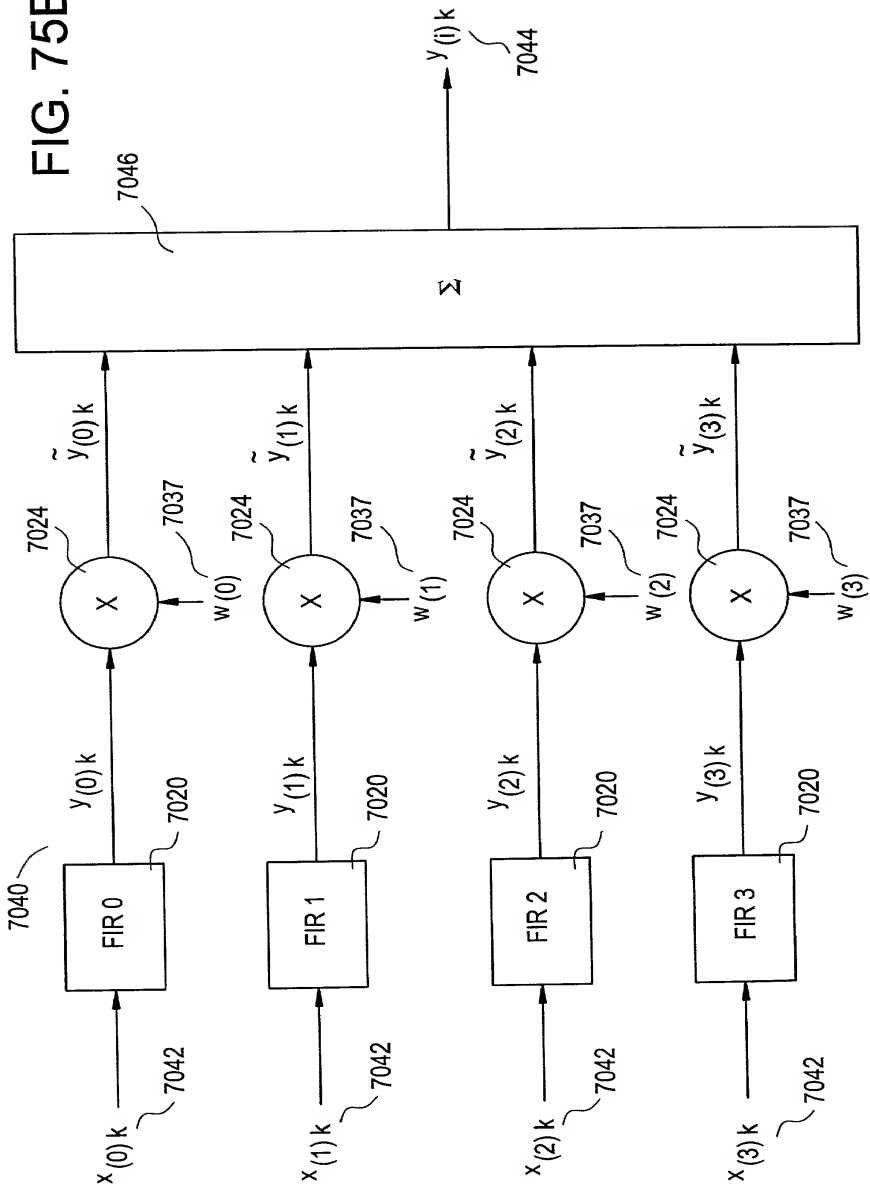 FIG. 75B
7040
x(0)k
7042
FIR 0
7020
y(0)k
7024
X
w(0)
7037
ỹ(0)k
x(1)k
7042
FIR 1
7020
y(1)k
7024
X
w(1)
7037
ỹ(1)k
x(2)k
7042
FIR 2
7020
y(2)k
7024
X
w(2)
7037
ỹ(2)k
x(3)k
7042
FIR 3
7020
y(3)k
7024
X
w(3)
7037
ỹ(3)k
7046
Σ
y(i)k
7044